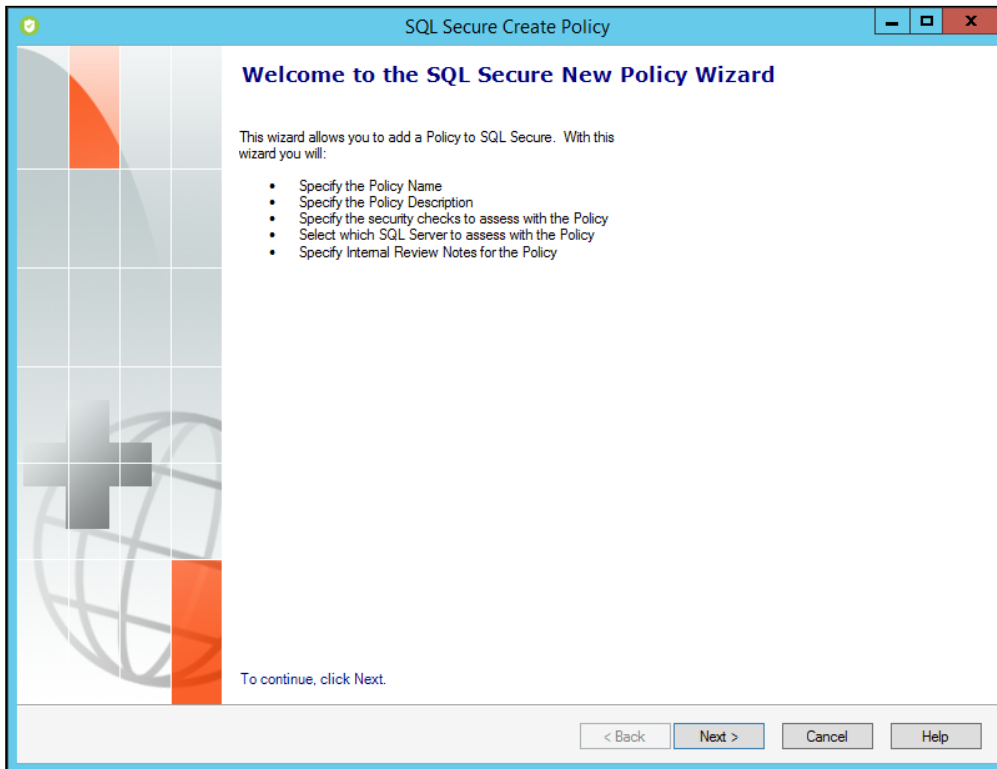 SQL Secure Create Policy
Welcome to the SQL Secure New Policy Wizard
This wizard allows you to add a Policy to SQL Secure. With this
wizard you will:
• Specify the Policy Name
• Specify the Policy Description
• Specify the security checks to assess with the Policy
• Select which SQL Server to assess with the Policy
• Specify Internal Review Notes for the Policy
To continue, click Next.
< Back Next > Cancel Help